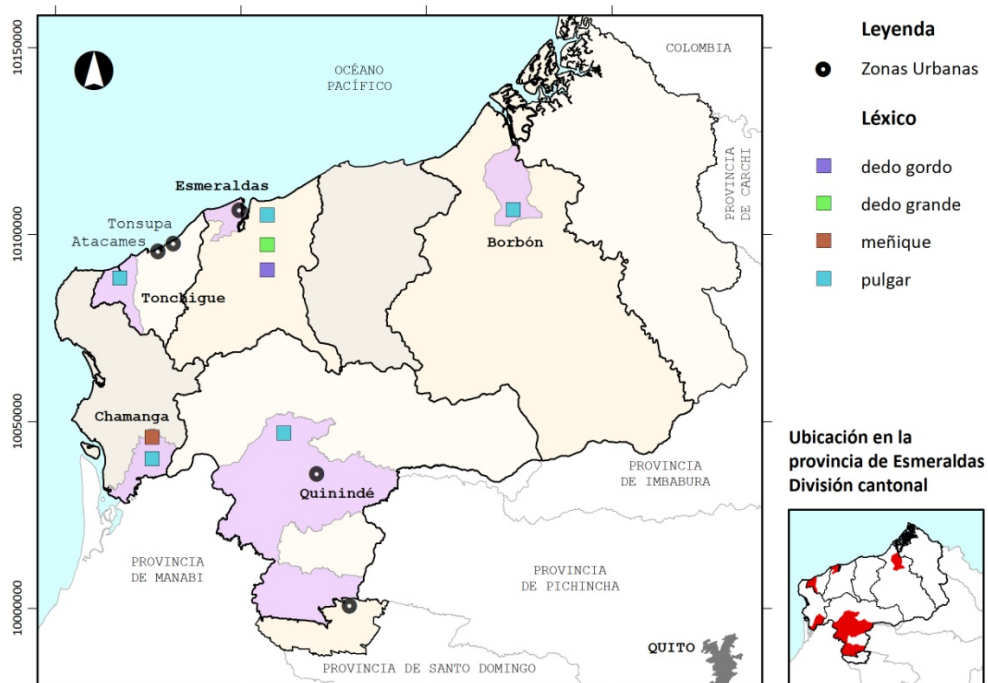 10150000
10100000
10050000
10000000
OCÉANO
PACÍFICO
COLOMBIA
PROVINCIA
DE CARCHI
Esmeraldas
Tonsupa
Atacames
Tonchigue
Borbón
Chamanga
Quinindé
PROVINCIA
DE IMBABURA
PROVINCIA
DE MANABI
PROVINCIA
DE PICHINCHA
QUITO
PROVINCIA DE SANTO DOMINGO
Leyenda
Zonas Urbanas
Léxico
dedo gordo
dedo grande
meñique
pulgar
Ubicación en la
provincia de Esmeraldas
División cantonal